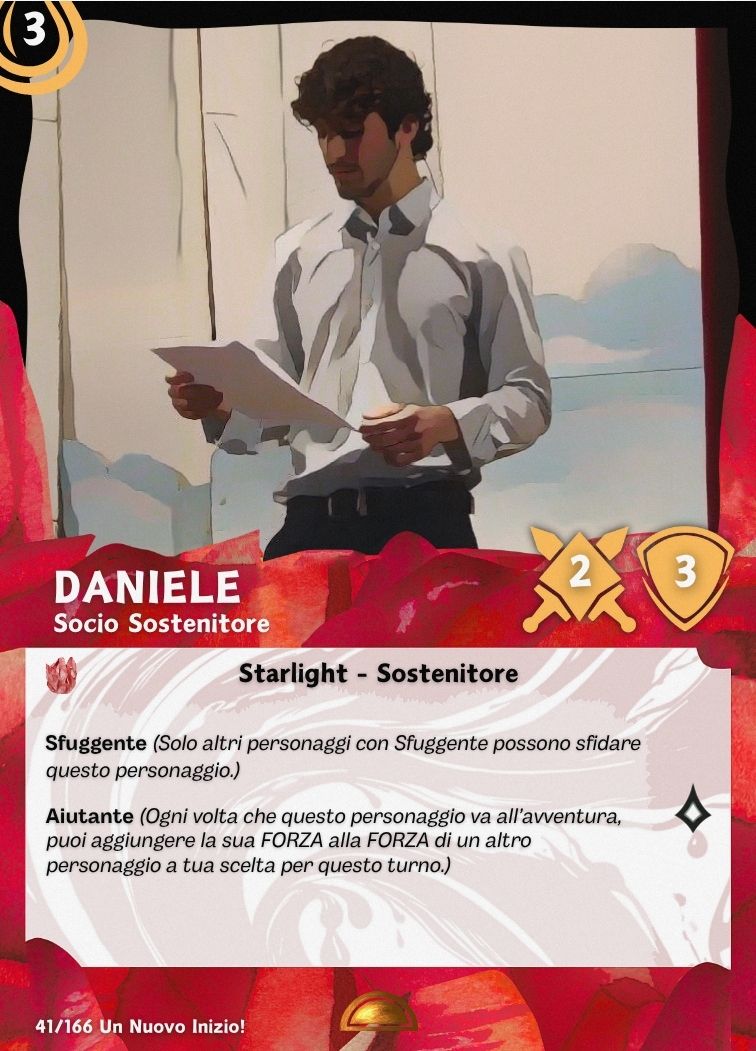 3
DANIELE
Socio Sostenitore
2
3
Starlight - Sostenitore
Sfuggente (Solo altri personaggi con Sfuggente possono sfidare
questo personaggio.)
Aiutante (Ogni volta che questo personaggio va all'avventura,
puoi aggiungere la sua FORZA alla FORZA di un altro
personaggio a tua scelta per questo turno.)
41/166 Un Nuovo Inizio!